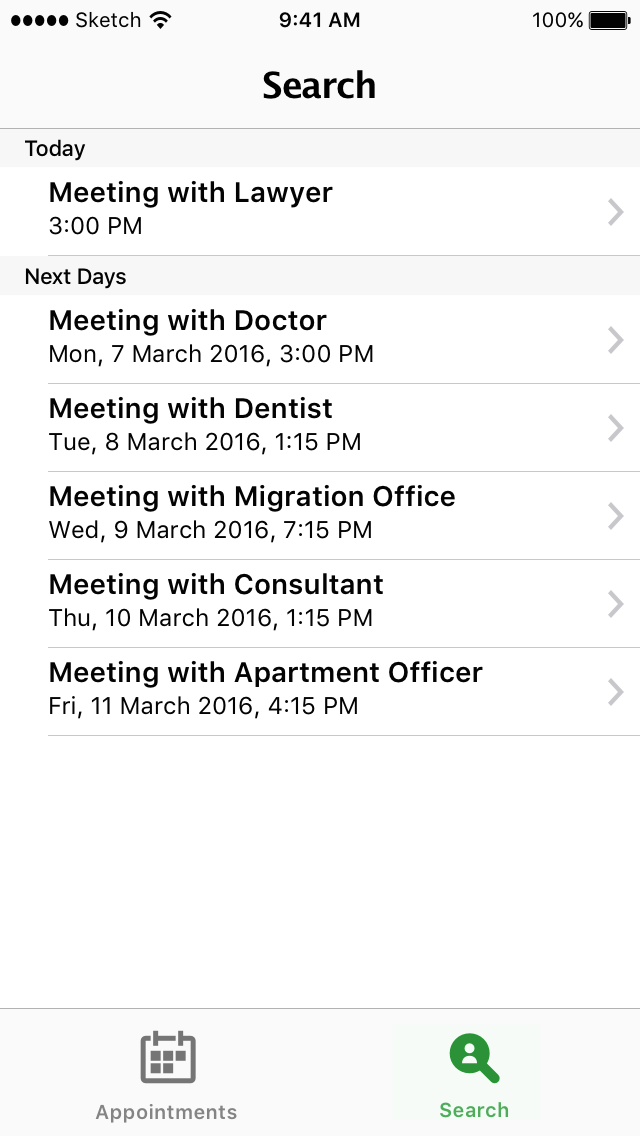 Sketch 9:41 AM 100%
Search
Today
Meeting with Lawyer
3:00 PM
Next Days
Meeting with Doctor
Mon, 7 March 2016, 3:00 PM
Meeting with Dentist
Tue, 8 March 2016, 1:15 PM
Meeting with Migration Office
Wed, 9 March 2016, 7:15 PM
Meeting with Consultant
Thu, 10 March 2016, 1:15 PM
Meeting with Apartment Officer
Fri, 11 March 2016, 4:15 PM
Appointments Search